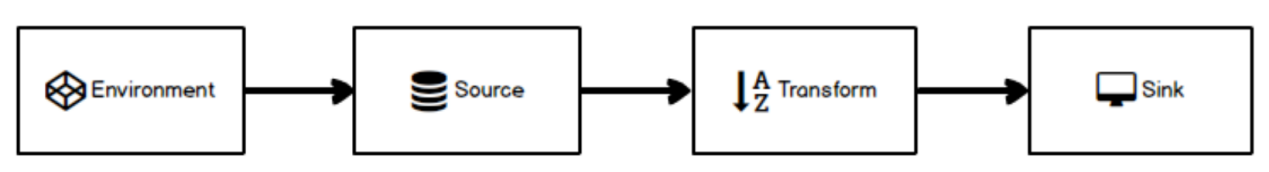 Environment
Source
A
Z
Transform
Sink